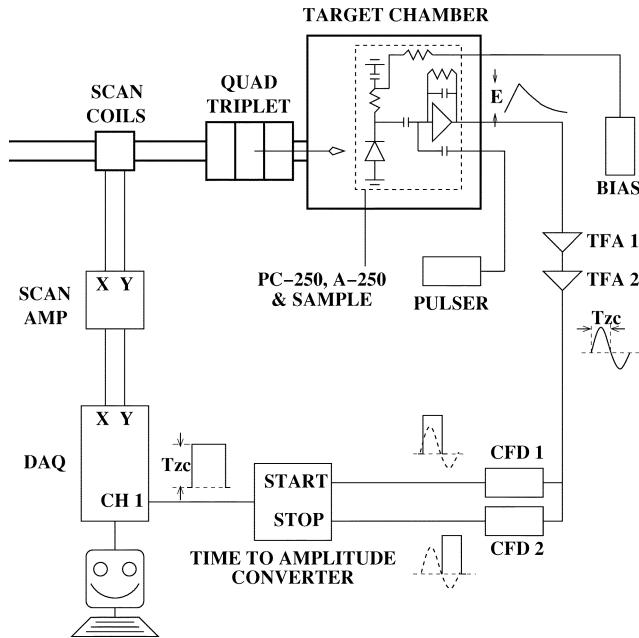 TARGET CHAMBER
SCAN
COILS
QUAD
TRIPLET
E
BIAS
TFA 1
TFA 2
PC−250, A−250
& SAMPLE
PULSER
X Y
SCAN
AMP
Tzc
X Y
DAQ
CH 1
Tzc
START
STOP
CFD 1
CFD 2
TIME TO AMPLITUDE
CONVERTER